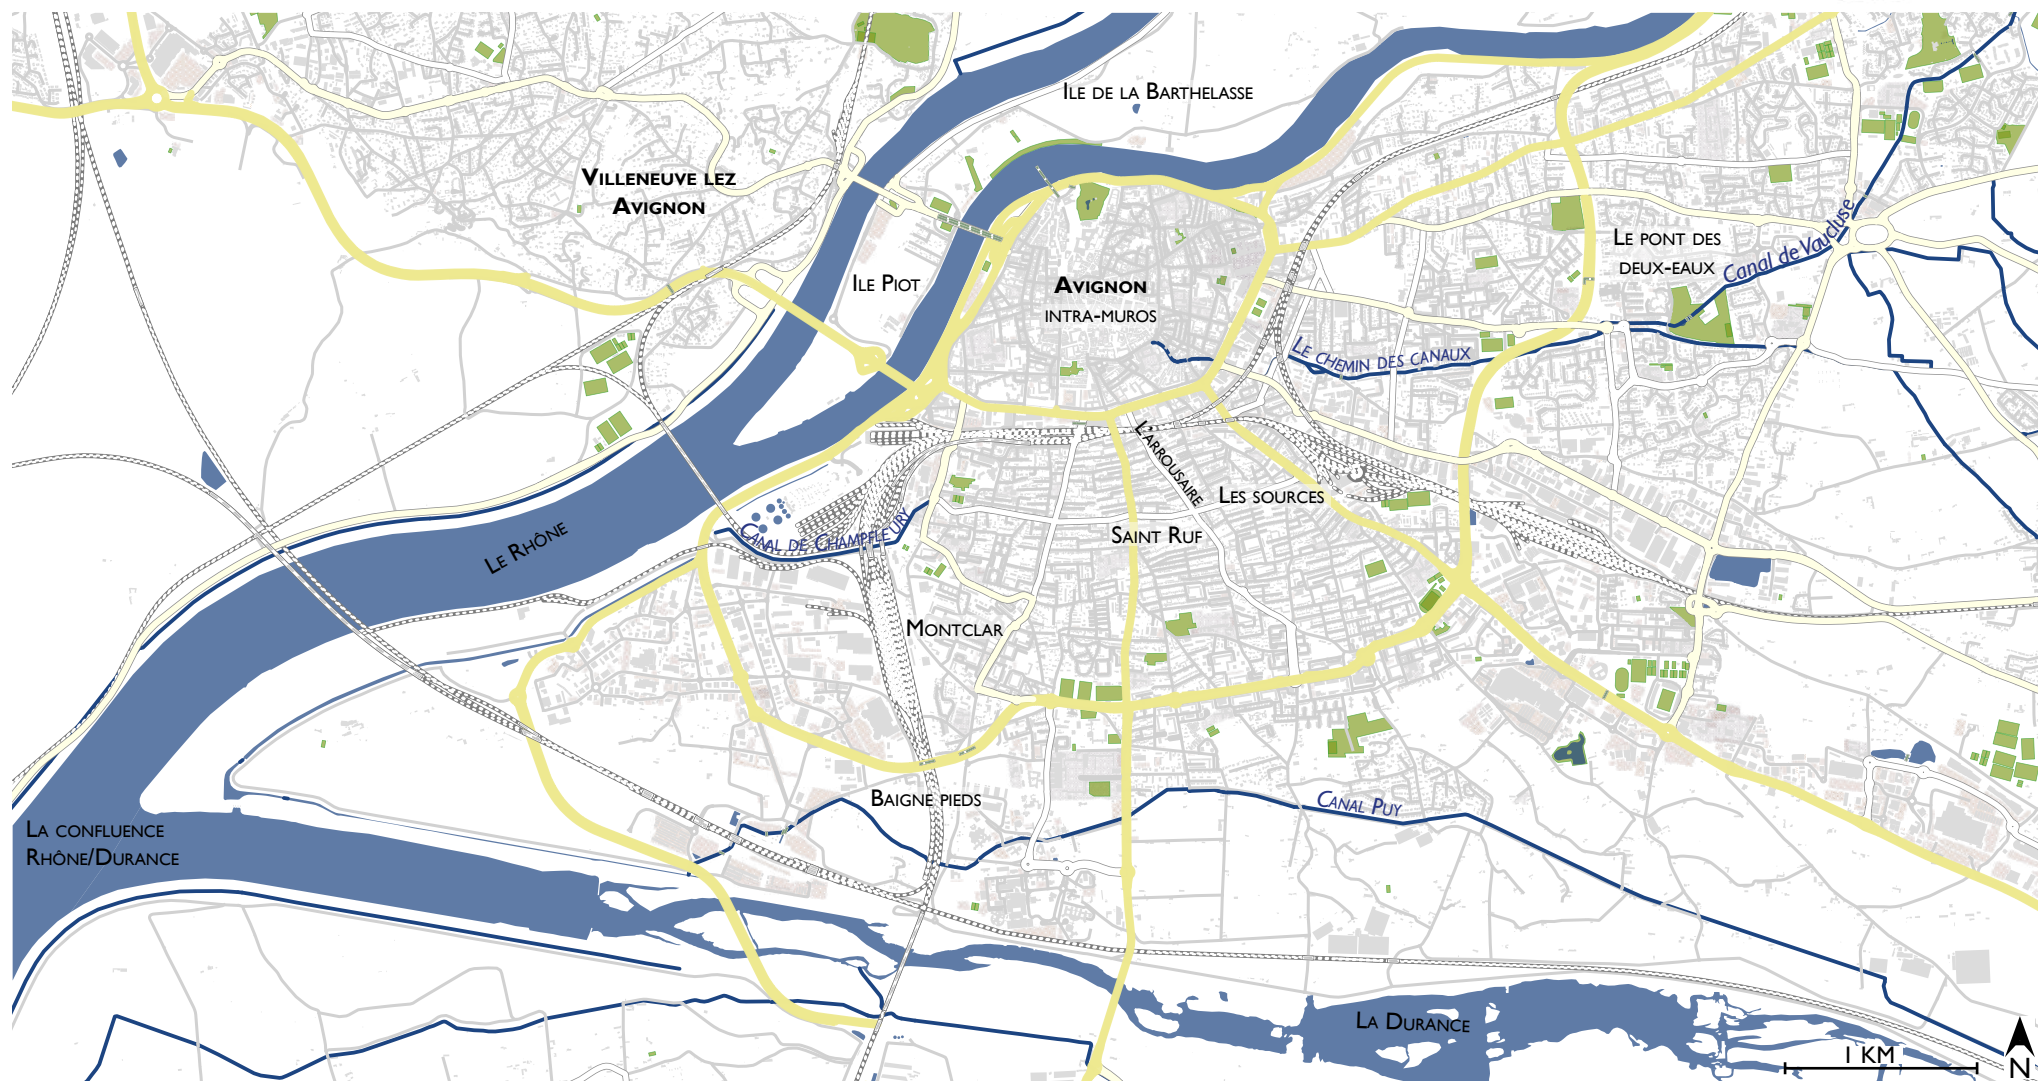 Ile de la Barthelasse
Villeneuve lez
Avignon
Le pont des
deux-eaux
Canal de Vaucluse
Ile Piot
Avignon
intra-muros
Le chemin des canaux
L'arrousaire
Les sources
Saint Ruf
Le Rhône
Canal de Champfleury
Montclar
Baigne pieds
Canal Puy
La confluence
Rhône/Durance
La Durance
1 KM
N